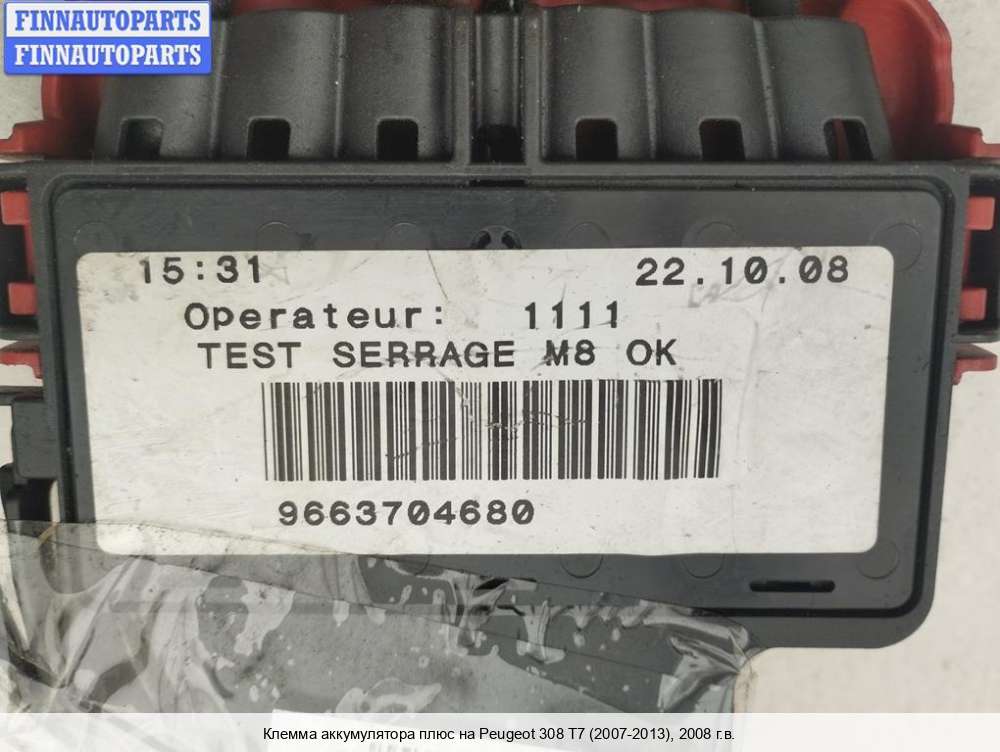 FINNAUTOPARTS
FINNAUTOPARTS
15:31 22.10.08
Operateur: 1111
TEST SERRAGE M8 OK
9663704680
Клемма аккумулятора плюс на Peugeot 308 T7 (2007-2013), 2008 г.в.